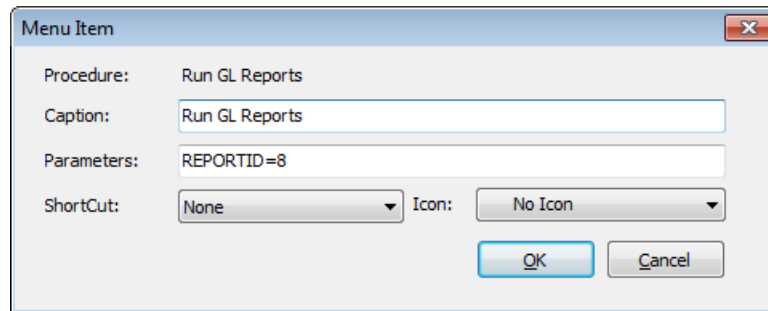 Menu Item
Procedure: Run GL Reports
Caption: Run GL Reports
Parameters: REPORTID=8
ShortCut: None Icon: No Icon
OK Cancel